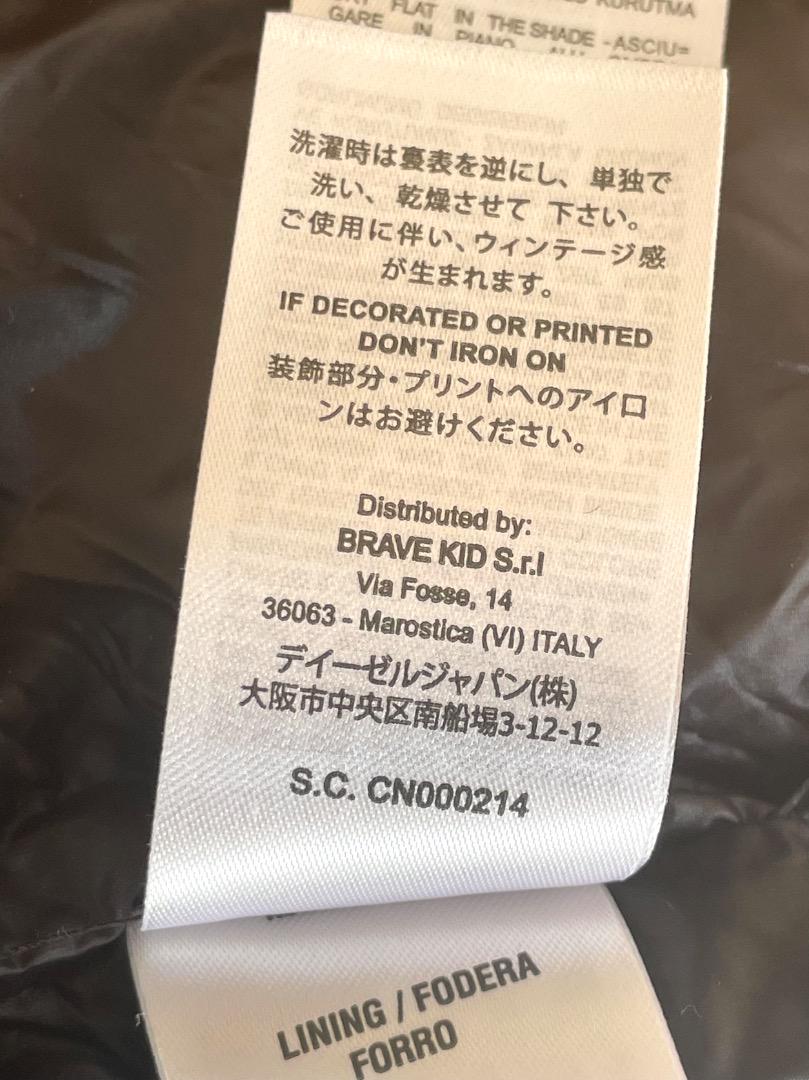 KURUTMA
FLAT IN THE SHADE - ASCIU=
GARE IN PIANO
洗濯時は裏表を逆にし、単独で
洗い、乾燥させて 下さい。
ご使用に伴い、ウィンテージ感
が生まれます。
IF DECORATED OR PRINTED
DON'T IRON ON
装飾部分・プリントへのアイロ
ンはお避けください。
Distributed by:
BRAVE KID S.r.l
Via Fosse, 14
36063 - Marostica (VI) ITALY
デイーゼルジャパン(株)
大阪市中央区南船場3-12-12
S.C. CN000214
LINING / FODERA
FORRO